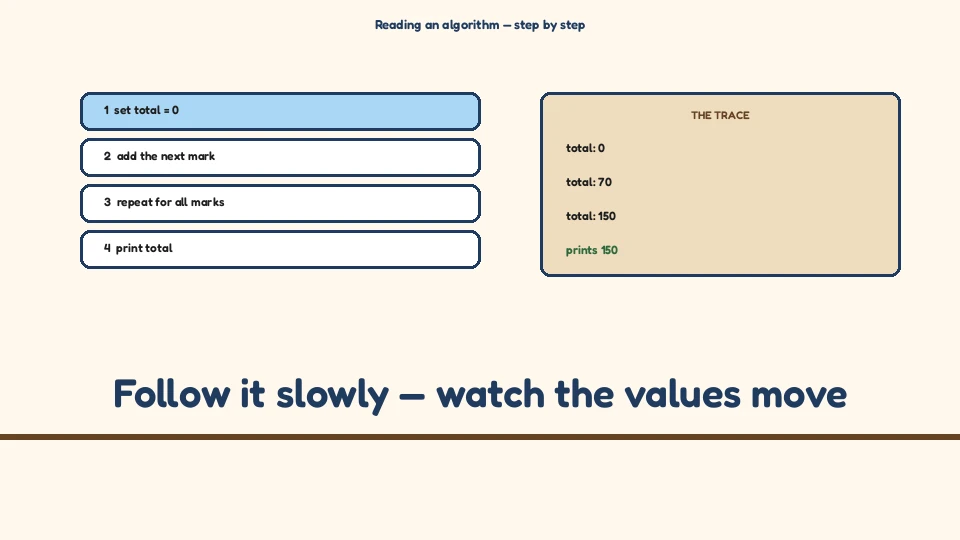 Reading an algorithm — step by step
1 set total = 0
2 add the next mark
3 repeat for all marks
4 print total
THE TRACE
total: 0
total: 70
total: 150
prints 150
Follow it slowly — watch the values move